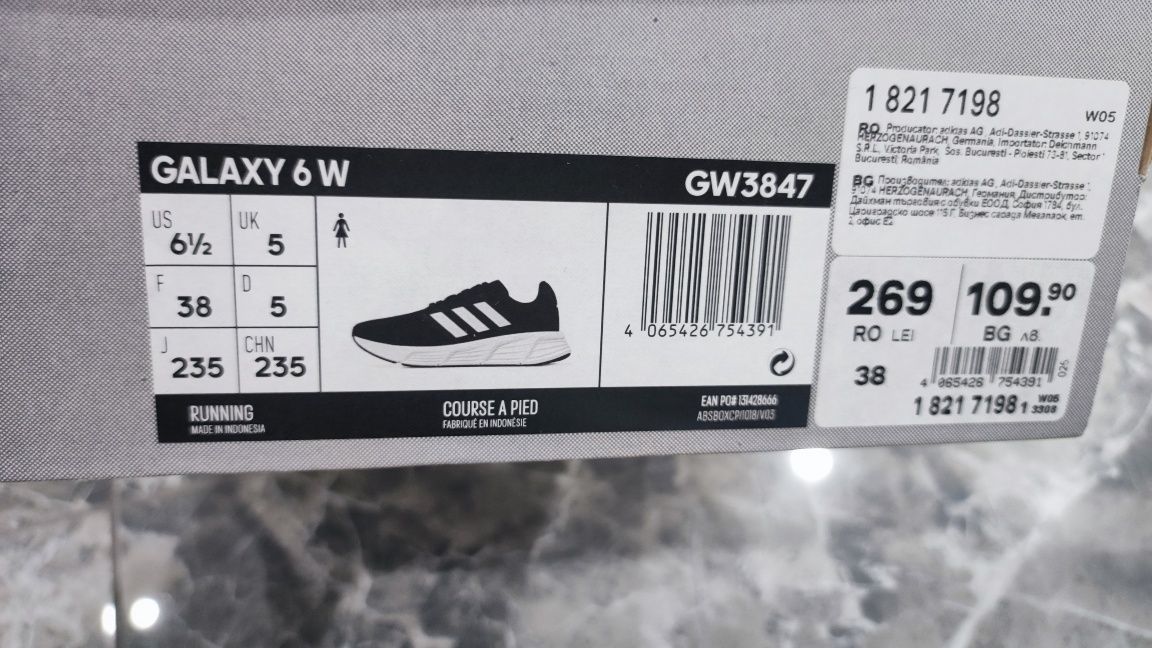 GALAXY 6 W
GW3847
US
6½
UK
5
F
38
D
5
J
235
CHN
235
4 065426 754391
RUNNING
MADE IN INDONESIA
COURSE A PIED
FABRIQUÉ EN INDONÉSIE
EAN PO# 131428666
ABSBOXCP/1018/V03
1 821 7198
W05
RO Producator: adidas AG, Adi-Dassler-Strasse 1, 91074
HERZOGENAURACH, Germania, Importator: Deichmann
S.R.L., Victoria Park, Sos. Bucuresti - Ploiesti 73-81, Sector
Bucuresti, România
BG Производител: adidas AG, Adi-Dassler-Strasse 1,
91074 HERZOGENAURACH, Германия, Дистрибутор:
Дайхман търговия с обувки ЕООД, София 1784, бул.
Цариградско шосе 115 Г, Бизнес сграда Мегапарк, ет.
2, офис Е2
269
RO LEI
109.90
BG лв.
38
4 065426 754391
025
1 821 7198 1
W05
3308